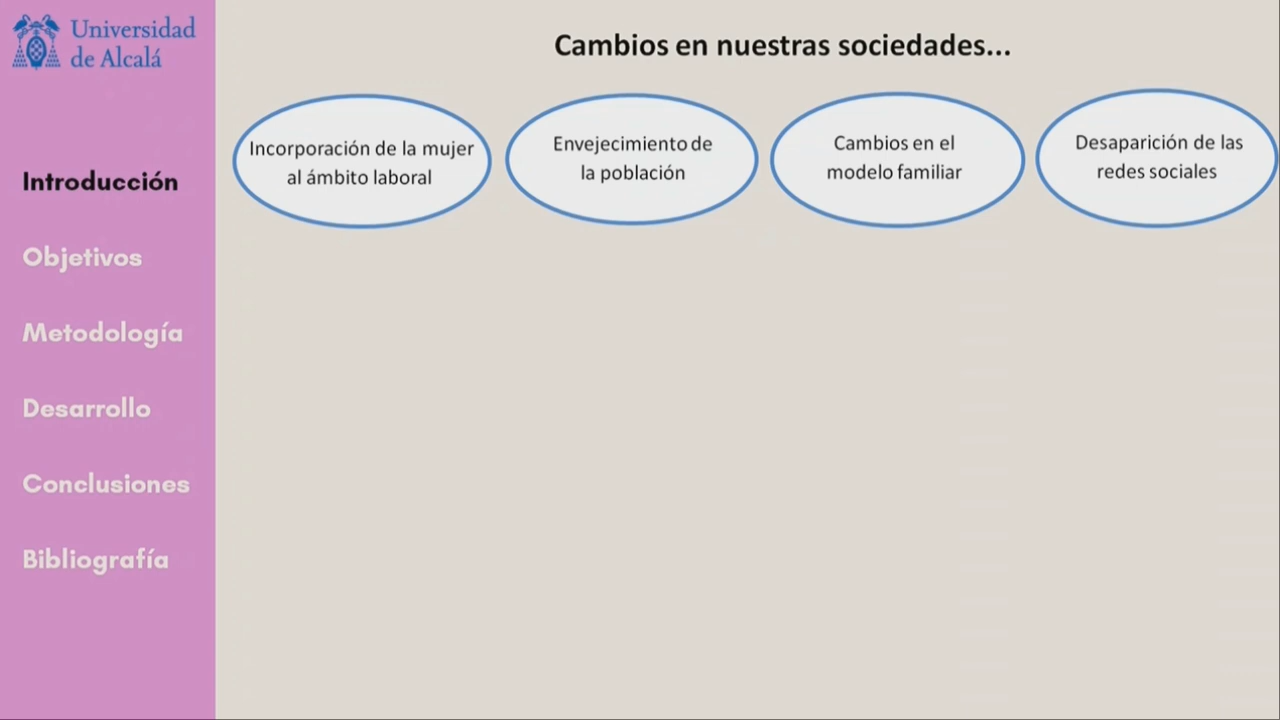 Universidad
de Alcalá
Introducción
Objetivos
Metodología
Desarrollo
Conclusiones
Bibliografía
Cambios en nuestras sociedades...
Incorporación de la mujer
al ámbito laboral
Envejecimiento de
la población
Cambios en el
modelo familiar
Desaparición de las
redes sociales